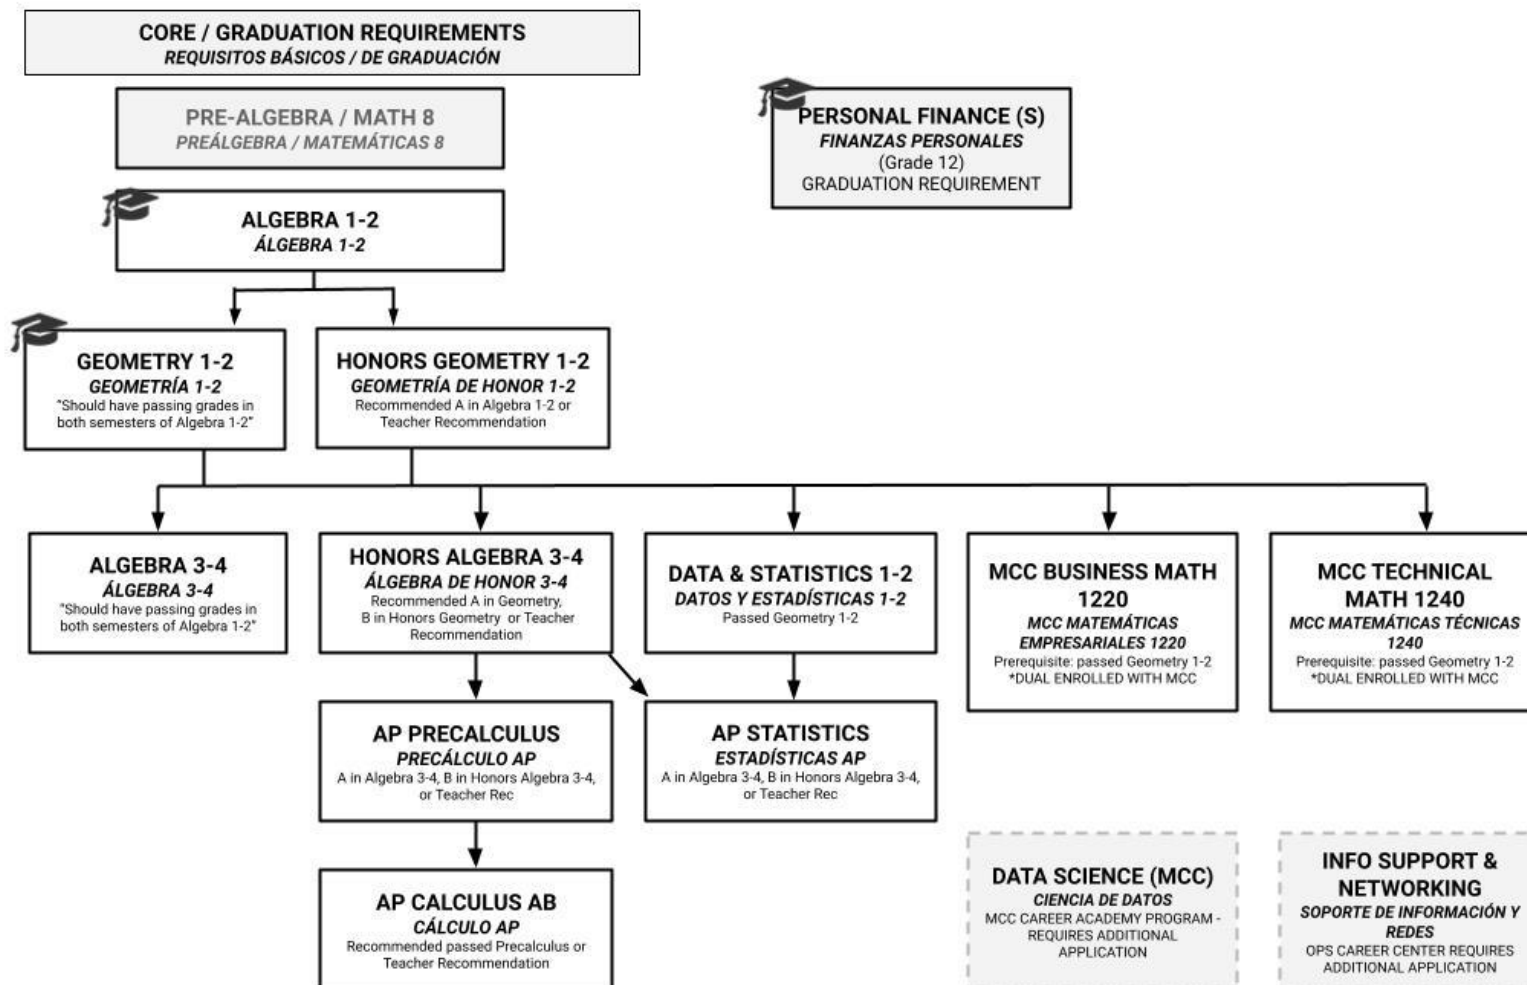 CORE / GRADUATION REQUIREMENTS
REQUISITOS BÁSICOS / DE GRADUACIÓN
PRE-ALGEBRA / MATH 8
PREÁLGEBRA / MATEMÁTICAS 8
PERSONAL FINANCE (S)
FINANZAS PERSONALES
(Grade 12)
GRADUATION REQUIREMENT
ALGEBRA 1-2
ÁLGEBRA 1-2
GEOMETRY 1-2
GEOMETRÍA 1-2
"Should have passing grades in
both semesters of Algebra 1-2"
HONORS GEOMETRY 1-2
GEOMETRÍA DE HONOR 1-2
Recommended A in Algebra 1-2 or
Teacher Recommendation
ALGEBRA 3-4
ÁLGEBRA 3-4
"Should have passing grades in
both semesters of Algebra 1-2"
HONORS ALGEBRA 3-4
ÁLGEBRA DE HONOR 3-4
Recommended A in Geometry,
B in Honors Geometry or Teacher
Recommendation
DATA & STATISTICS 1-2
DATOS Y ESTADÍSTICAS 1-2
Passed Geometry 1-2
MCC BUSINESS MATH
1220
MCC MATEMÁTICAS
EMPRESARIALES 1220
Prerequisite: passed Geometry 1-2
*DUAL ENROLLED WITH MCC
MCC TECHNICAL
MATH 1240
MCC MATEMÁTICAS TÉCNICAS
1240
Prerequisite: passed Geometry 1-2
*DUAL ENROLLED WITH MCC
AP PRECALCULUS
PRECÁLCULO AP
A in Algebra 3-4, B in Honors Algebra 3-4,
or Teacher Rec
AP STATISTICS
ESTADÍSTICAS AP
A in Algebra 3-4, B in Honors Algebra 3-4,
or Teacher Rec
AP CALCULUS AB
CÁLCULO AP
Recommended passed Precalculus or
Teacher Recommendation
DATA SCIENCE (MCC)
CIENCIA DE DATOS
MCC CAREER ACADEMY PROGRAM -
REQUIRES ADDITIONAL
APPLICATION
INFO SUPPORT &
NETWORKING
SOPORTE DE INFORMACIÓN Y
REDES
OPS CAREER CENTER REQUIRES
ADDITIONAL APPLICATION